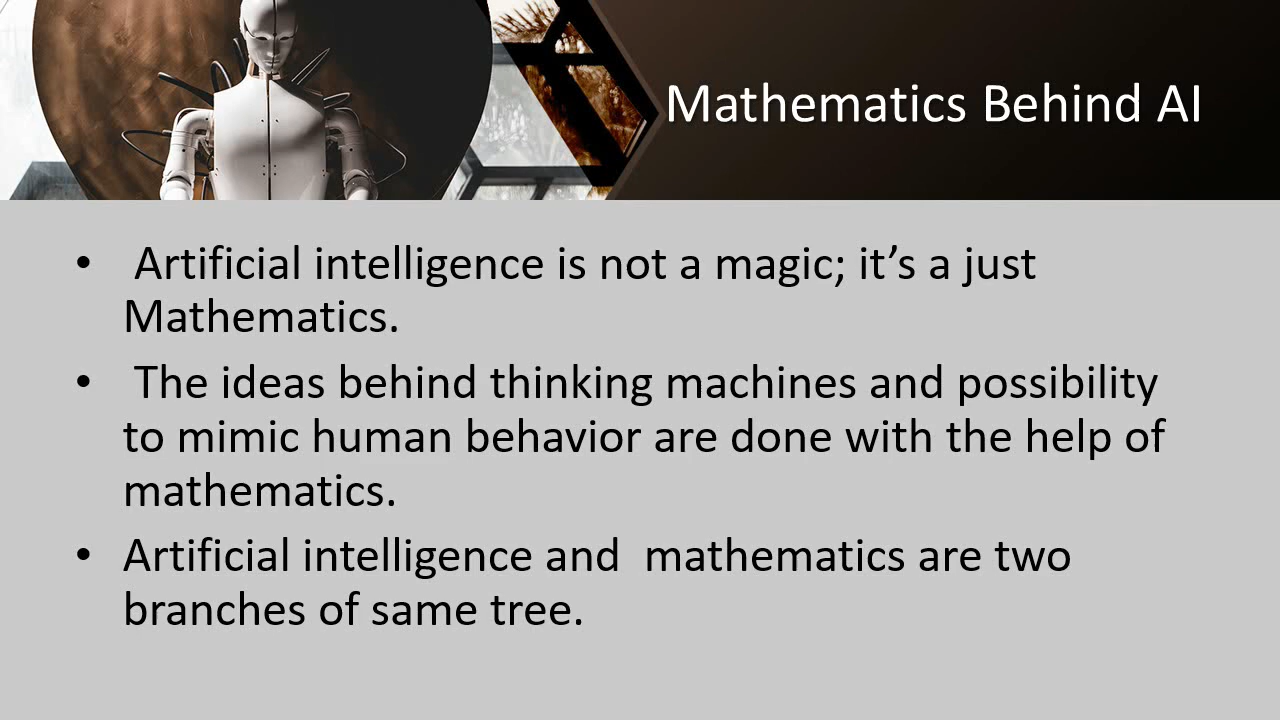 Mathematics Behind AI
• Artificial intelligence is not a magic; it’s a just
Mathematics.
• The ideas behind thinking machines and possibility
to mimic human behavior are done with the help of
mathematics.
• Artificial intelligence and  mathematics are two
branches of same tree.